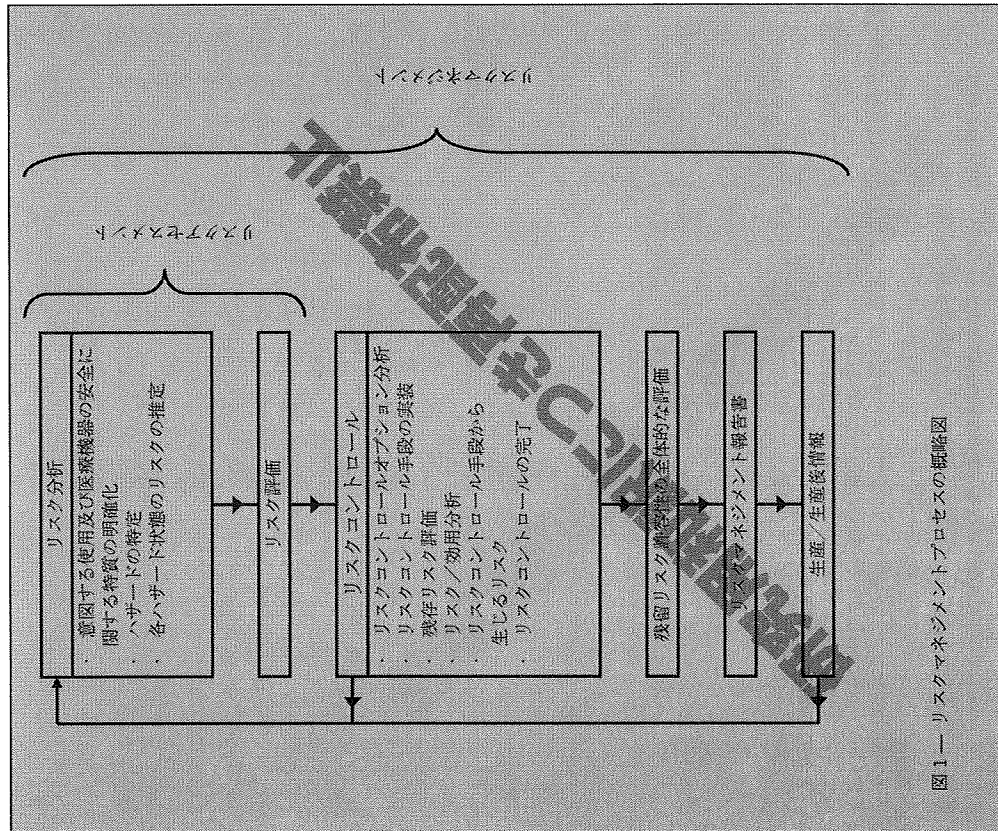 リスク分析
・ 意図する使用及び医療機器の安全に
関する特質の明確化
・ ハザードの特定
・ 各ハザード状態のリスクの推定
リスク評価
リスクコントロール
・ リスクコントロールオプション分析
・ リスクコントロール手段の実装
・ 残存リスク評価
・ リスク／効用分析
・ リスクコントロール手段から
生じるリスク
・ リスクコントロールの完了
残留リスク許容性の全体的な評価
リスクマネジメント報告書
生産／生産後情報
リスクアセスメント
リスクマネジメント
図1― リスクマネジメントプロセスの概略図